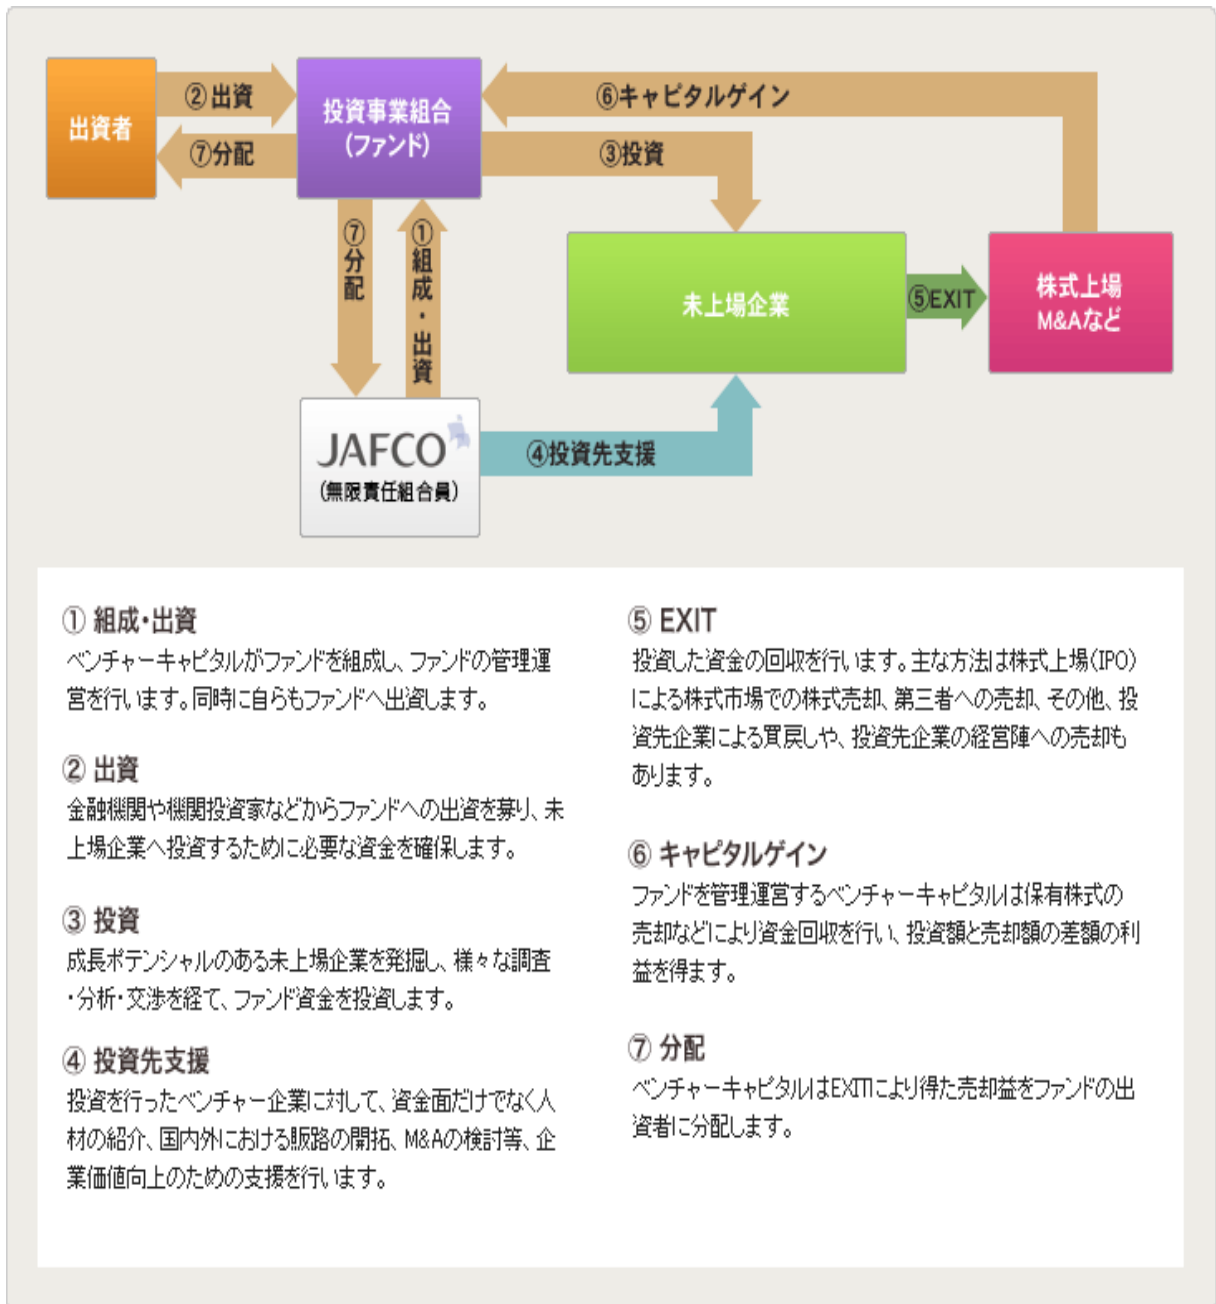 出資者
②出資
⑦分配
投資事業組合
(ファンド)
⑥キャピタルゲイン
③投資
⑦分配
①組成・出資
未上場企業
⑤EXIT
株式上場
M&Aなど
JAFCO
(無限責任組合員)
④投資先支援
① 組成・出資
ベンチャーキャピタルがファンドを組成し、ファンドの管理運
営を行います。同時に自らもファンドへ出資します。
② 出資
金融機関や機関投資家などからファンドへの出資を募り、未
上場企業へ投資するために必要な資金を確保します。
③ 投資
成長ポテンシャルのある未上場企業を発掘し、様々な調査
・分析・交渉を経て、ファンド資金を投資します。
④ 投資先支援
投資を行ったベンチャー企業に対して、資金面だけでなく人
材の紹介、国内外における販路の開拓、M&Aの検討等、企
業価値向上のための支援を行います。
⑤ EXIT
投資した資金の回収を行います。主な方法は株式上場(IPO)
による株式市場での株式売却、第三者への売却、その他、投
資先企業による買戻しや、投資先企業の経営陣への売却も
あります。
⑥ キャピタルゲイン
ファンドを管理運営するベンチャーキャピタルは保有株式の
売却などにより資金回収を行い、投資額と売却額の差額の利
益を得ます。
⑦ 分配
ベンチャーキャピタルはEXITにより得た売却益をファンドの出
資者に分配します。